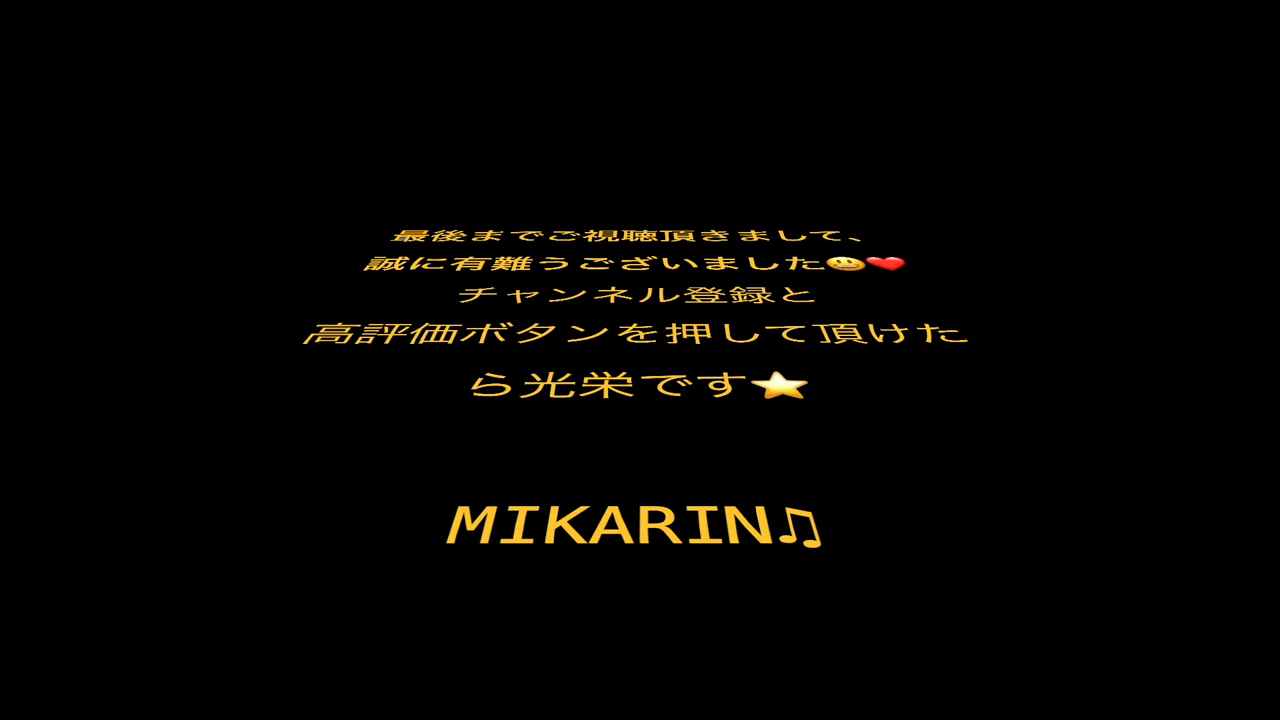 最後までご視聴頂きまして、
誠に有難うございました😃❤️
チャンネル登録と
高評価ボタンを押して頂けた
ら光栄です⭐
MIKARIN♫